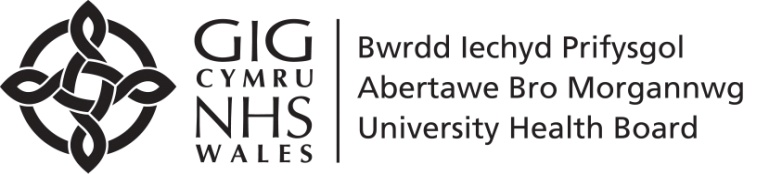 GIG
CYMRU
NHS
WALES
Bwrdd Iechyd Prifysgol
Abertawe Bro Morgannwg
University Health Board